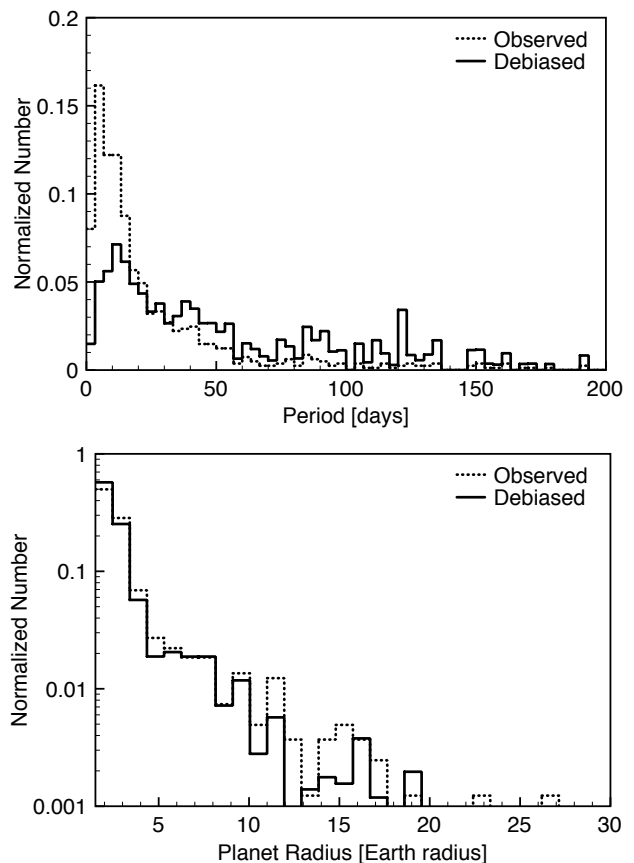 0.2
Observed
Debiased
0.15
0.1
0.05
0
0 50 100 150 200
Normalized Number
Period [days]
1
Observed
Debiased
0.1
0.01
0.001
5 10 15 20 25 30
Normalized Number
Planet Radius [Earth radius]